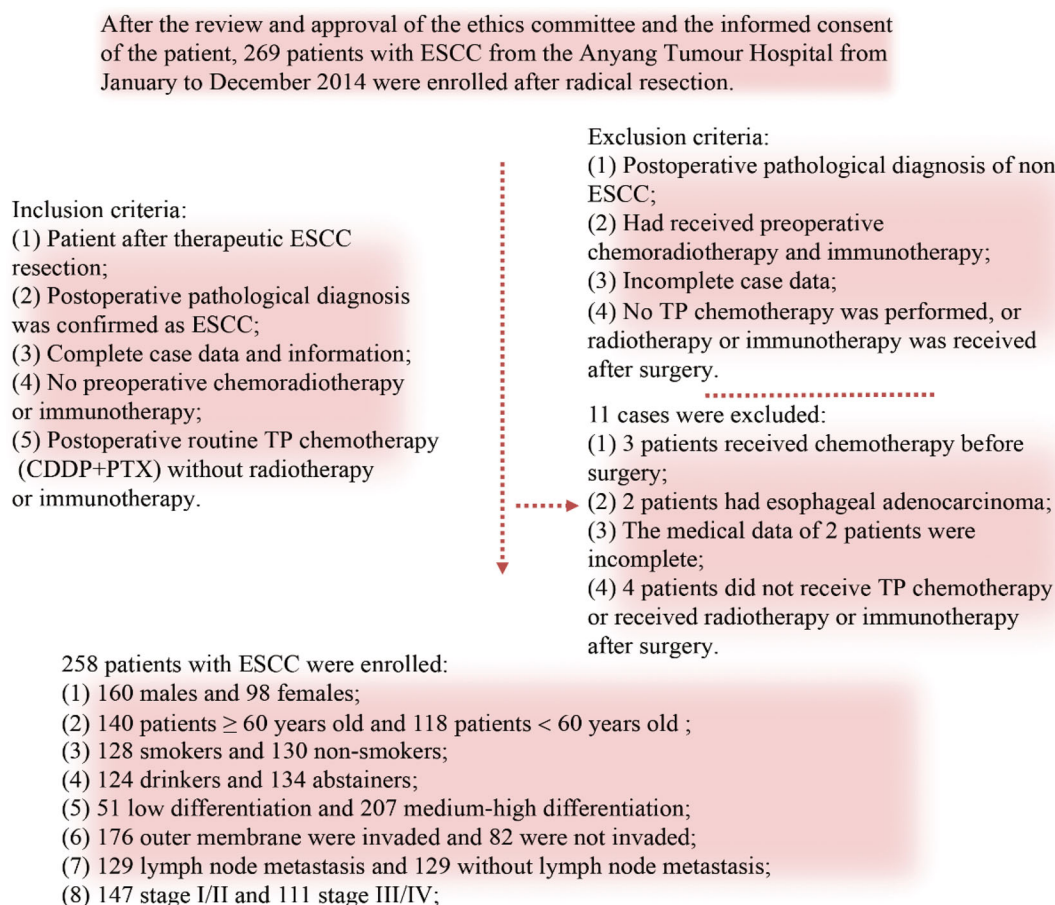 After the review and approval of the ethics committee and the informed consent
of the patient, 269 patients with ESCC from the Anyang Tumour Hospital from
January to December 2014 were enrolled after radical resection.
Inclusion criteria:
(1) Patient after therapeutic ESCC
resection;
(2) Postoperative pathological diagnosis
was confirmed as ESCC;
(3) Complete case data and information;
(4) No preoperative chemoradiotherapy
or immunotherapy;
(5) Postoperative routine TP chemotherapy
(CDDP+PTX) without radiotherapy
or immunotherapy.
Exclusion criteria:
(1) Postoperative pathological diagnosis of non
ESCC;
(2) Had received preoperative
chemoradiotherapy and immunotherapy;
(3) Incomplete case data;
(4) No TP chemotherapy was performed, or
radiotherapy or immunotherapy was received
after surgery.
11 cases were excluded:
(1) 3 patients received chemotherapy before
surgery;
(2) 2 patients had esophageal adenocarcinoma;
(3) The medical data of 2 patients were
incomplete;
(4) 4 patients did not receive TP chemotherapy
or received radiotherapy or immunotherapy
after surgery.
258 patients with ESCC were enrolled:
(1) 160 males and 98 females;
(2) 140 patients ≥ 60 years old and 118 patients < 60 years old ;
(3) 128 smokers and 130 non-smokers;
(4) 124 drinkers and 134 abstainers;
(5) 51 low differentiation and 207 medium-high differentiation;
(6) 176 outer membrane were invaded and 82 were not invaded;
(7) 129 lymph node metastasis and 129 without lymph node metastasis;
(8) 147 stage I/II and 111 stage III/IV;